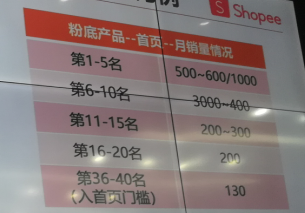 Shopee
粉底产品--首页--月销量情况
第1-5名 500~600/1000
第6-10名 3000~400
第11-15名 200~300
第16-20名 200
第36-40名
(入首页门槛) 130